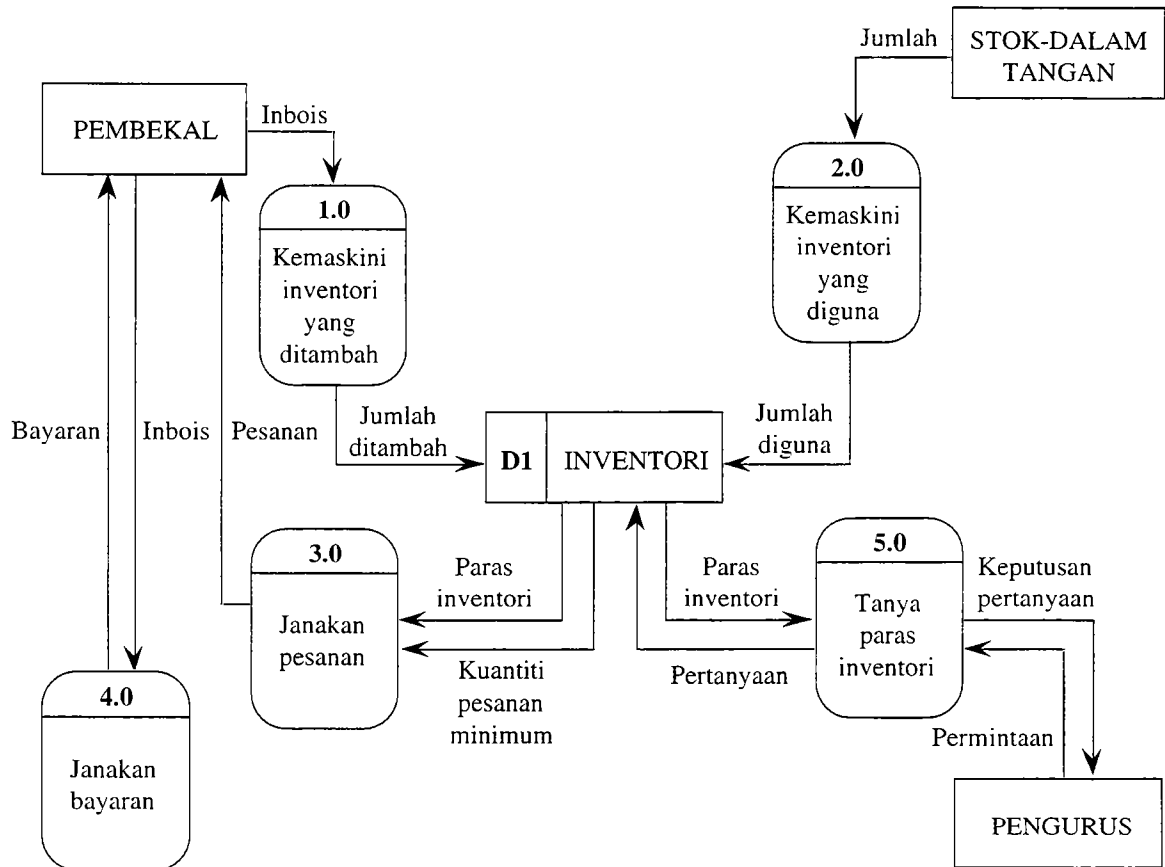 Jumlah
STOK-DALAM
TANGAN
PEMBEKAL
Inbois
1.0
Kemaskini
inventori
yang
ditambah
2.0
Kemaskini
inventori
yang
diguna
Bayaran
Inbois
Pesanan
Jumlah
ditambah
D1 INVENTORI
Jumlah
diguna
3.0
Janakan
pesanan
Paras
inventori
Kuantiti
pesanan
minimum
Paras
inventori
Pertanyaan
5.0
Tanya
paras
inventori
Keputusan
pertanyaan
Permintaan
4.0
Janakan
bayaran
PENGURUS